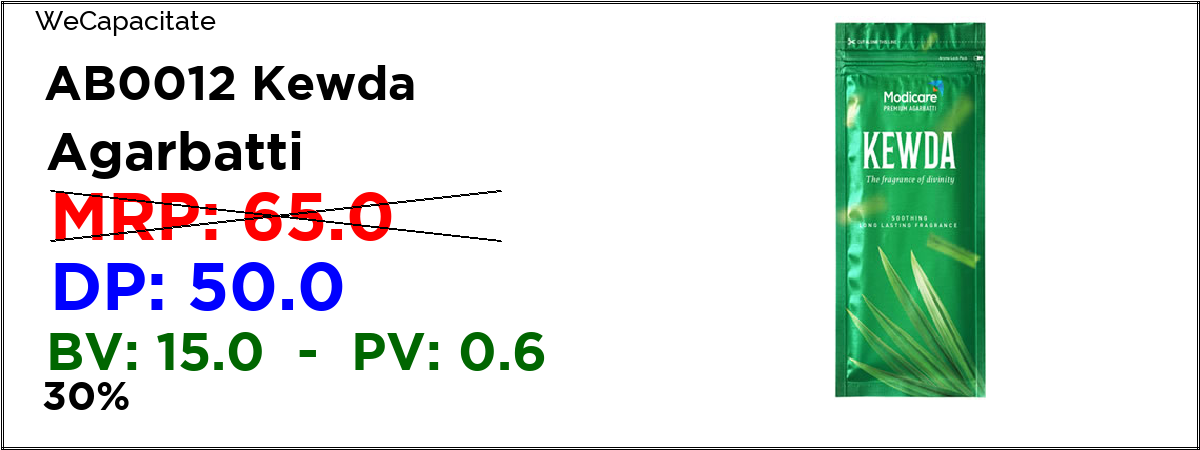 WeCapacitate
AB0012 Kewda
Agarbatti
MRP: 65.0
DP: 50.0
BV: 15.0 - PV: 0.6
30%
Modicare
PREMIUM AGARBATTI
KEWDA
The fragrance of divinity
SOOTHING
LONG LASTING FRAGRANCE